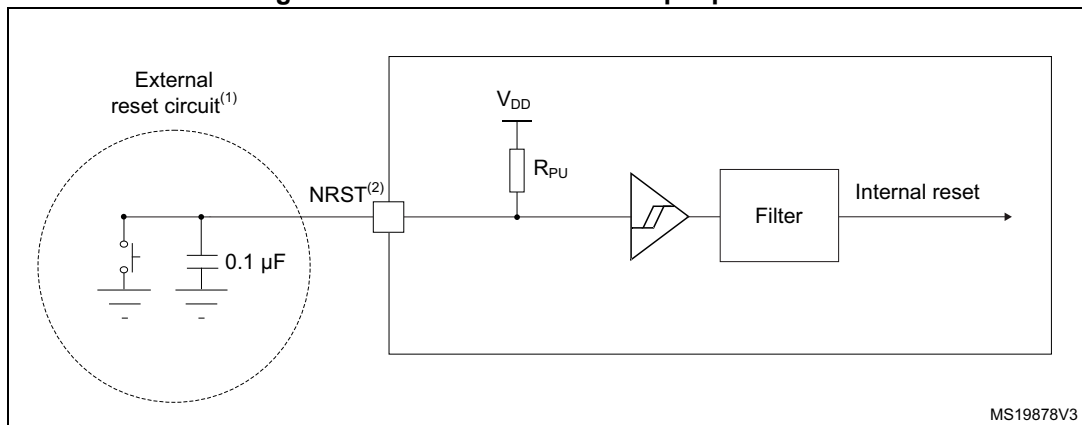 External
reset circuit(1)
VDD
RPU
NRST(2)
Internal reset
Filter
0.1 µF
MS19878V3